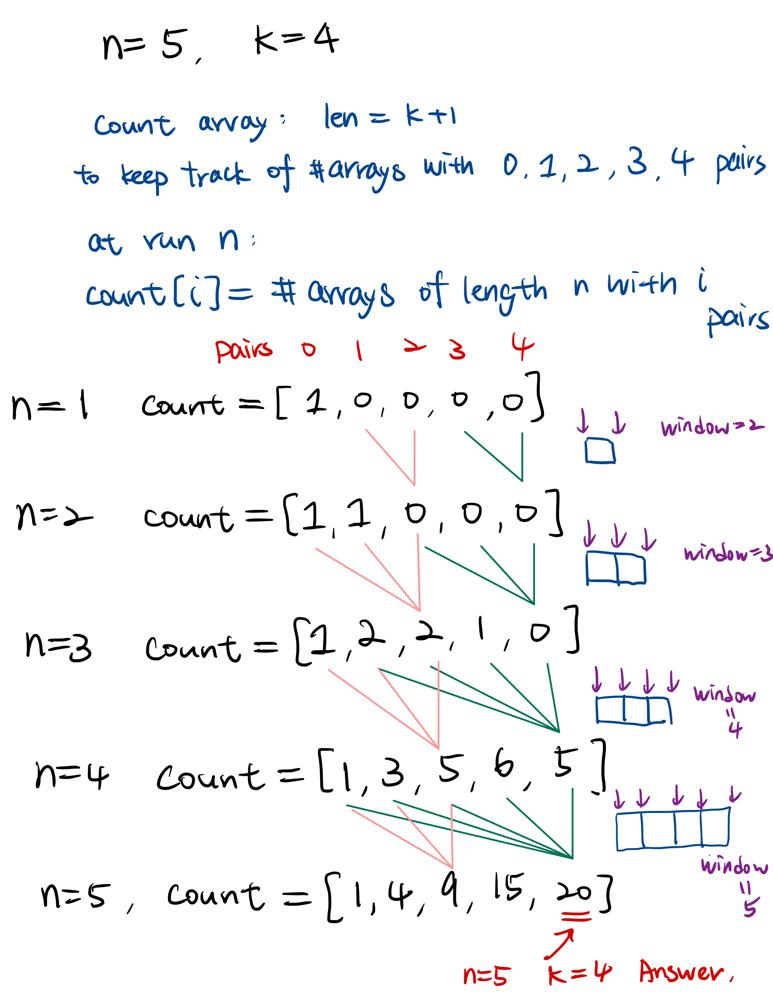 n=5, k=4
count array: len = k+1
to keep track of #arrays with 0,1,2,3,4 pairs
at run n:
count[i]= # arrays of length n with i
pairs
pairs 0 1 2 3 4
n=1 count=[1,0,0,0,0]
window=2
n=2 count=[1,1,0,0,0]
window=3
n=3 count=[1,2,2,1,0]
window
=
4
n=4 count=[1,3,5,6,5]
window
=
5
n=5, count=[1,4,9,15,20]
n=5 k=4 Answer.